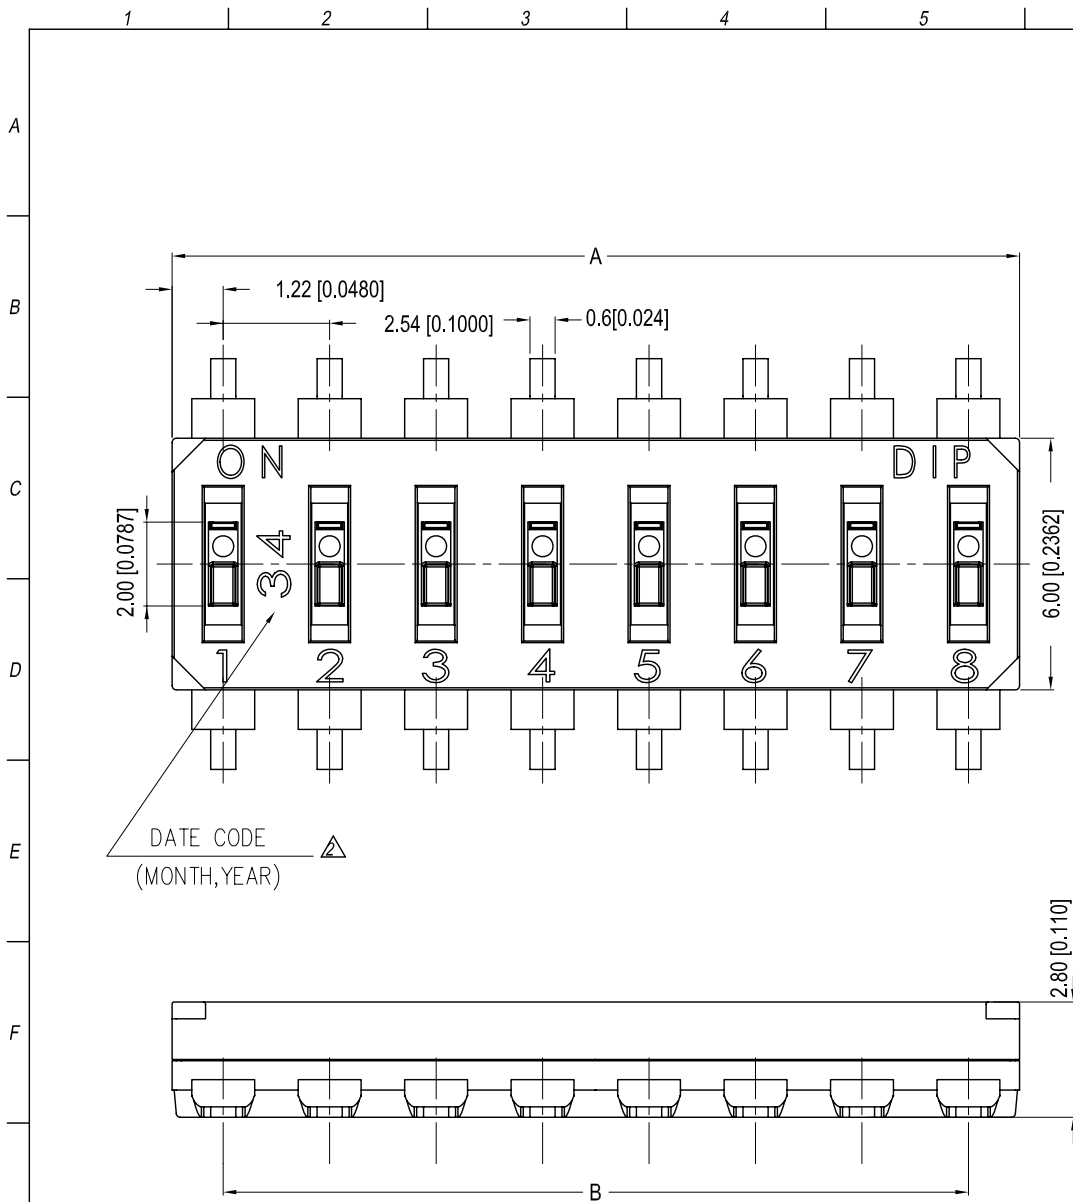 1 2 3 4 5
A
A
B
1.22 [0.0480]
2.54 [0.1000]
0.6[0.024]
C
ON
DIP
2.00 [0.0787]
34
6.00 [0.2362]
D
1 2 3 4 5 6 7 8
E
DATE CODE
2
(MONTH,YEAR)
2.80 [0.110]
F
B